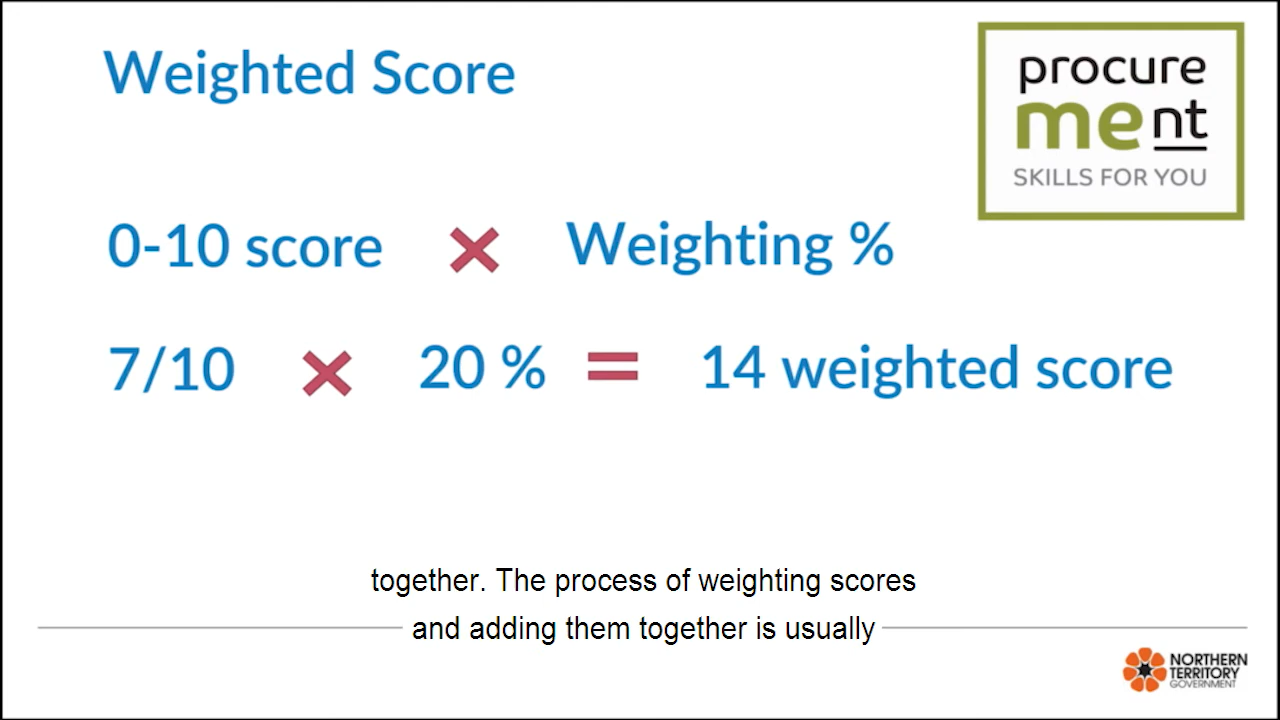 Weighted Score
procure
ment
SKILLS FOR YOU
0-10 score × Weighting %
7/10 × 20 % = 14 weighted score
together. The process of weighting scores
and adding them together is usually
NORTHERN
TERRITORY
GOVERNMENT